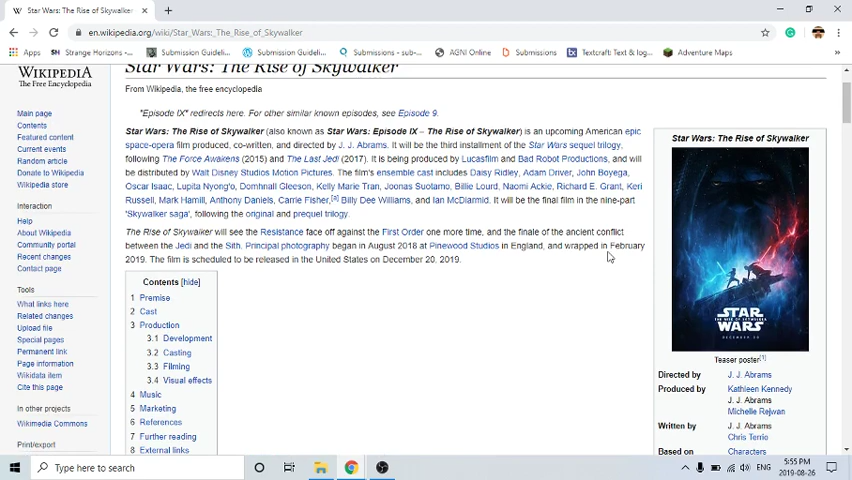 Star Wars: The Rise of Skywalker
en.wikipedia.org/wiki/Star_Wars:_The_Rise_of_Skywalker
Apps
Strange Horizons...
Submission Guideli...
Submission Guideli...
Submissions - sub-...
AGNI Online
Submissions
Textcraft: Text & log...
Adventure Maps
WIKIPEDIA
The Free Encyclopedia
Main page
Contents
Featured content
Current events
Random article
Donate to Wikipedia
Wikipedia store
Interaction
Help
About Wikipedia
Community portal
Recent changes
Contact page
Tools
What links here
Related changes
Upload file
Special pages
Permanent link
Page information
Wikidata item
Cite this page
In other projects
Wikimedia Commons
Print/export
Star Wars: The Rise of Skywalker
From Wikipedia, the free encyclopedia
"Episode IX" redirects here. For other similar known episodes, see Episode 9.
Star Wars: The Rise of Skywalker (also known as Star Wars: Episode IX – The Rise of Skywalker) is an upcoming American epic
space-opera film produced, co-written, and directed by J. J. Abrams. It will be the third installment of the Star Wars sequel trilogy,
following The Force Awakens (2015) and The Last Jedi (2017). It is being produced by Lucasfilm and Bad Robot Productions, and will
be distributed by Walt Disney Studios Motion Pictures. The film's ensemble cast includes Daisy Ridley, Adam Driver, John Boyega,
Oscar Isaac, Lupita Nyong'o, Domhnall Gleeson, Kelly Marie Tran, Joonas Suotamo, Billie Lourd, Naomi Ackie, Richard E. Grant, Keri
Russell, Mark Hamill, Anthony Daniels, Carrie Fisher,[a] Billy Dee Williams, and Ian McDiarmid. It will be the final film in the nine-part
'Skywalker saga', following the original and prequel trilogy.
The Rise of Skywalker will see the Resistance face off against the First Order one more time, and the finale of the ancient conflict
between the Jedi and the Sith. Principal photography began in August 2018 at Pinewood Studios in England, and wrapped in February
2019. The film is scheduled to be released in the United States on December 20, 2019.
Contents [hide]
1 Premise
2 Cast
3 Production
3.1 Development
3.2 Casting
3.3 Filming
3.4 Visual effects
4 Music
5 Marketing
6 References
7 Further reading
8 External links
Star Wars: The Rise of Skywalker
STAR
THE RISE OF SKYWALKER
WARS
Teaser poster[1]
Directed by J. J. Abrams
Produced by Kathleen Kennedy
J. J. Abrams
Michelle Rejwan
Written by J. J. Abrams
Chris Terrio
Based on Characters
Type here to search
ENG
5:55 PM
2019-08-26